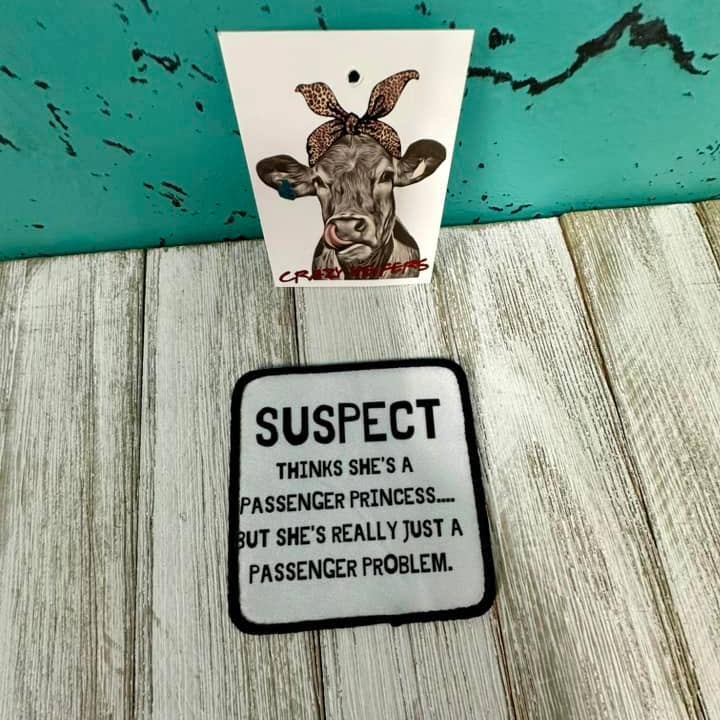 CRAZY HEIFERS
SUSPECT
THINKS SHE'S A
PASSENGER PRINCESS....
BUT SHE'S REALLY JUST A
PASSENGER PROBLEM.